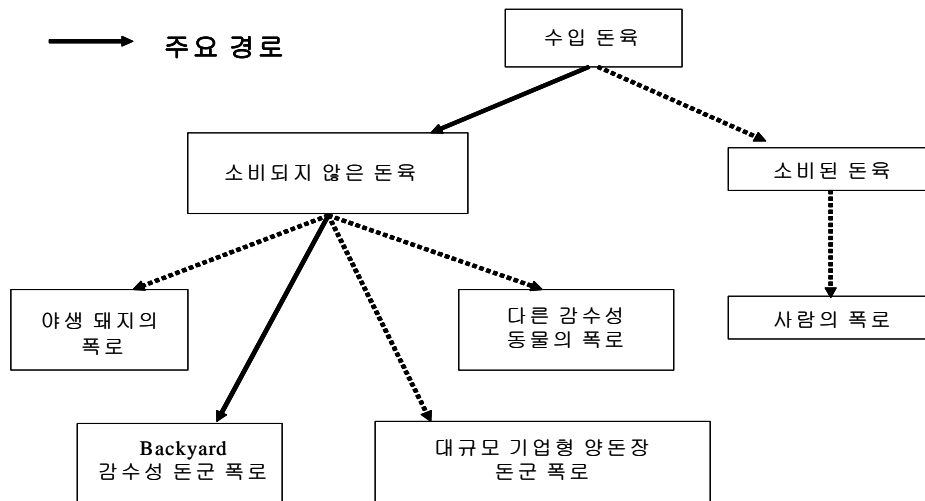 주요 경로
수입 돈육
소비되지 않은 돈육
소비된 돈육
야생 돼지의
폭로
다른 감수성
동물의 폭로
사람의 폭로
Backyard
감수성 돈군 폭로
대규모 기업형 양돈장
돈군 폭로